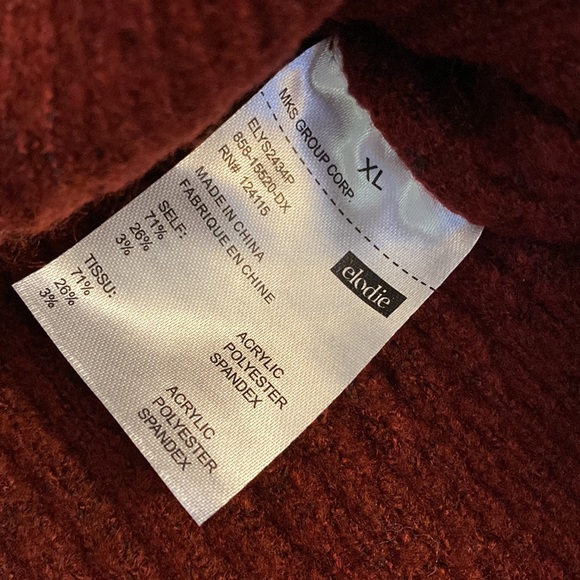 MKS GROUP CORP.
XL
ELYS2434P
856-15520-DX
RN# 124115
elodie
MADE IN CHINA
FABRIQUE EN CHINE
SELF:
71% ACRYLIC
26% POLYESTER
3% SPANDEX
TISSU:
71% ACRYLIC
26% POLYESTER
3% SPANDEX